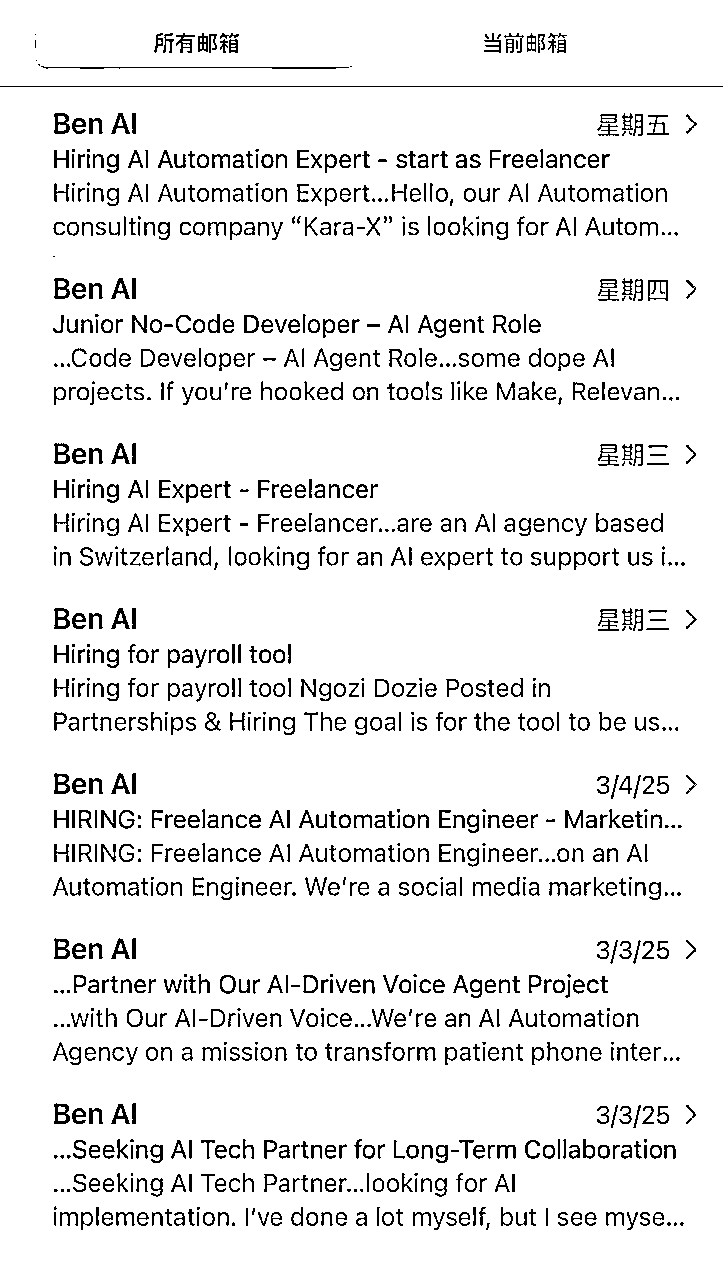 所有邮箱 当前邮箱
Ben AI 星期五
Hiring AI Automation Expert - start as Freelancer
Hiring AI Automation Expert...Hello, our AI Automation
consulting company “Kara-X” is looking for AI Autom...
Ben AI 星期四
Junior No-Code Developer – AI Agent Role
...Code Developer – AI Agent Role...some dope AI
projects. If you’re hooked on tools like Make, Relevan...
Ben AI 星期三
Hiring AI Expert - Freelancer
Hiring AI Expert - Freelancer...are an AI agency based
in Switzerland, looking for an AI expert to support us i...
Ben AI 星期三
Hiring for payroll tool
Hiring for payroll tool Ngozi Dozie Posted in
Partnerships & Hiring The goal is for the tool to be us...
Ben AI 3/4/25
HIRING: Freelance AI Automation Engineer - Marketin...
HIRING: Freelance AI Automation Engineer...on an AI
Automation Engineer. We’re a social media marketing...
Ben AI 3/3/25
...Partner with Our AI-Driven Voice Agent Project
...with Our AI-Driven Voice...We’re an AI Automation
Agency on a mission to transform patient phone inter...
Ben AI 3/3/25
...Seeking AI Tech Partner for Long-Term Collaboration
...Seeking AI Tech Partner...looking for AI
implementation. I’ve done a lot myself, but I see myse...